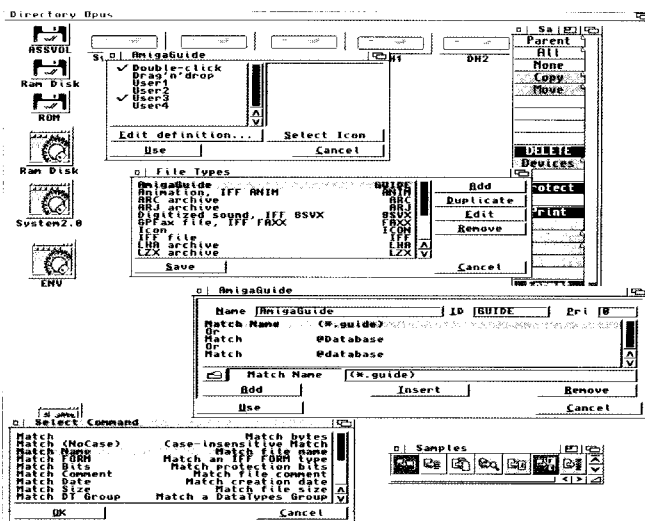 Directory Opus
ASSVOL
Ram Disk
ROM
Ram Disk
System2.0
ENV
DH2
Sa
Parent
All
None
Copy
Move
DELETE
Devices
Print
AmigaGuide
Double-click
Drag'n'drop
User1
User2
User3
User4
Edit definition...
Select Icon
Use
Cancel
File Types
AmigaGuide GUIDE
Animation, IFF ANIM ANIM
ARC archive ARC
ARJ archive ARJ
Digitized sound, IFF 8SVX 8SVX
GPFax file, IFF FAXX FAXX
Icon ICON
IFF file IFF
LHA archive LHA
LZX archive LZX
Add
Duplicate
Edit
Remove
Save
Cancel
AmigaGuide
Name AmigaGuide ID GUIDE Pri 0
Match Name (*.guide)
Or
Match @Database
Or
Match @database
Match Name (*.guide)
Add Insert Remove
Use Cancel
Select Command
Match Match bytes
Match (NoCase) Case-insensitive Match
Match Name Match file name
Match FORM Match an IFF FORM type
Match Bits Match protection bits
Match Comment Match file comment
Match Date Match creation date
Match Size Match file size
Match DT Group Match a DataTypes Group
OK Cancel
Samples